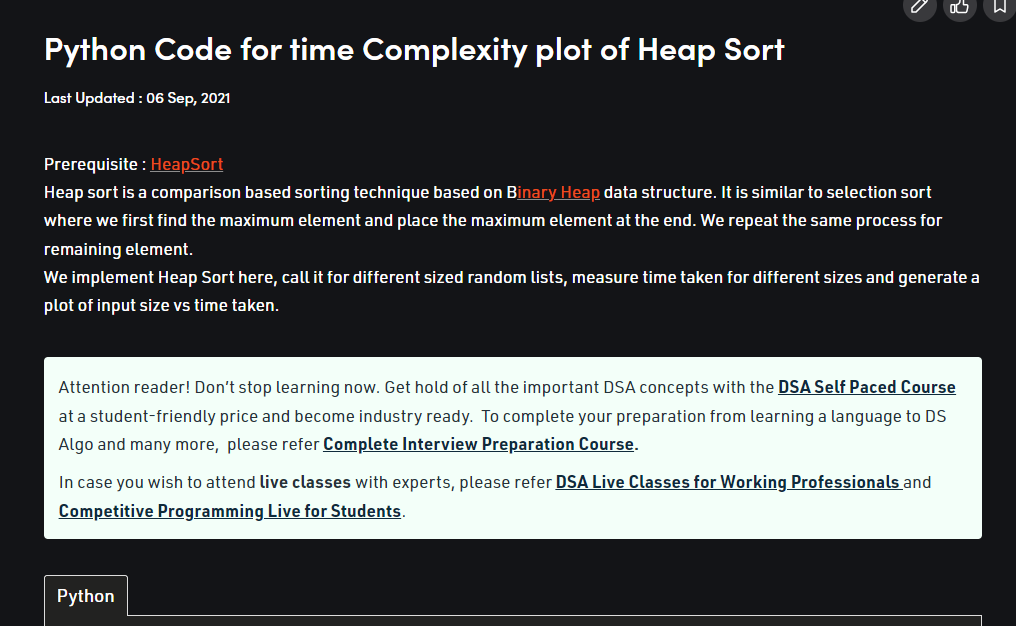 Python Code for time Complexity plot of Heap Sort
Last Updated : 06 Sep, 2021
Prerequisite : HeapSort
Heap sort is a comparison based sorting technique based on Binary Heap data structure. It is similar to selection sort
where we first find the maximum element and place the maximum element at the end. We repeat the same process for
remaining element.
We implement Heap Sort here, call it for different sized random lists, measure time taken for different sizes and generate a
plot of input size vs time taken.
Attention reader! Don’t stop learning now. Get hold of all the important DSA concepts with the DSA Self Paced Course
at a student-friendly price and become industry ready.  To complete your preparation from learning a language to DS
Algo and many more,  please refer Complete Interview Preparation Course.
In case you wish to attend live classes with experts, please refer DSA Live Classes for Working Professionals and
Competitive Programming Live for Students.
Python